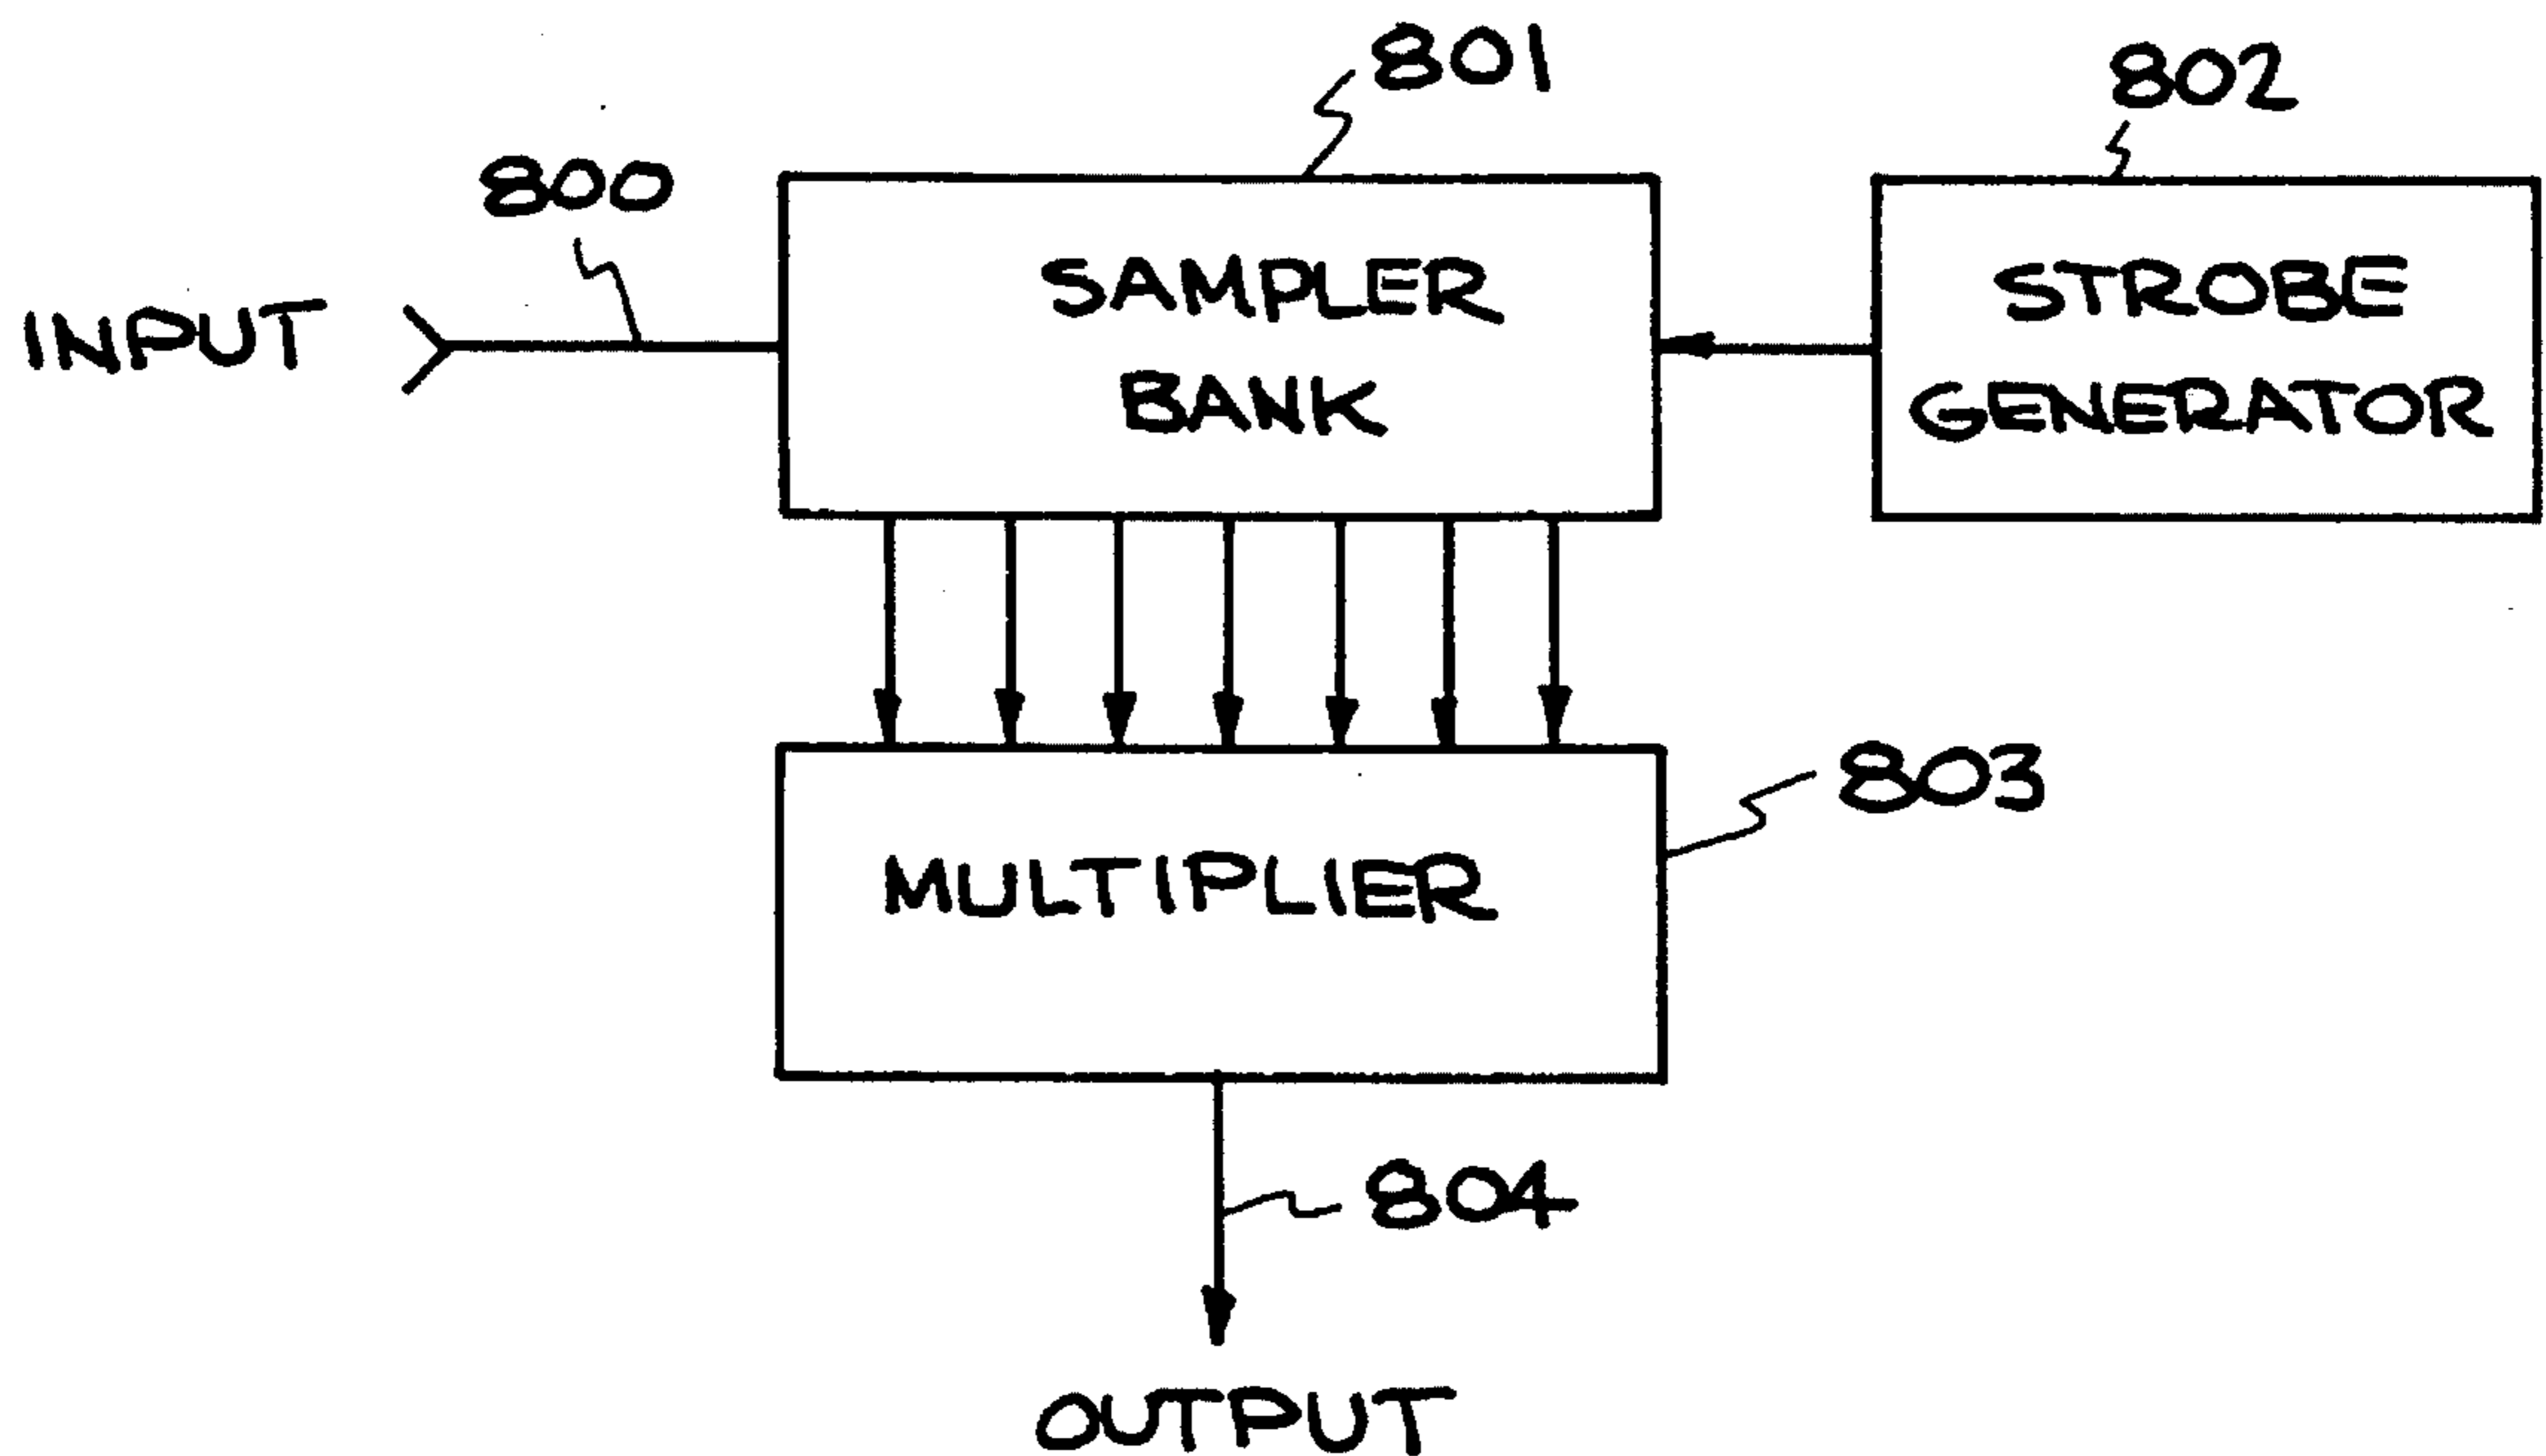 801
802
800
INPUT
SAMPLER
BANK
STROBE
GENERATOR
803
MULTIPLIER
804
OUTPUT